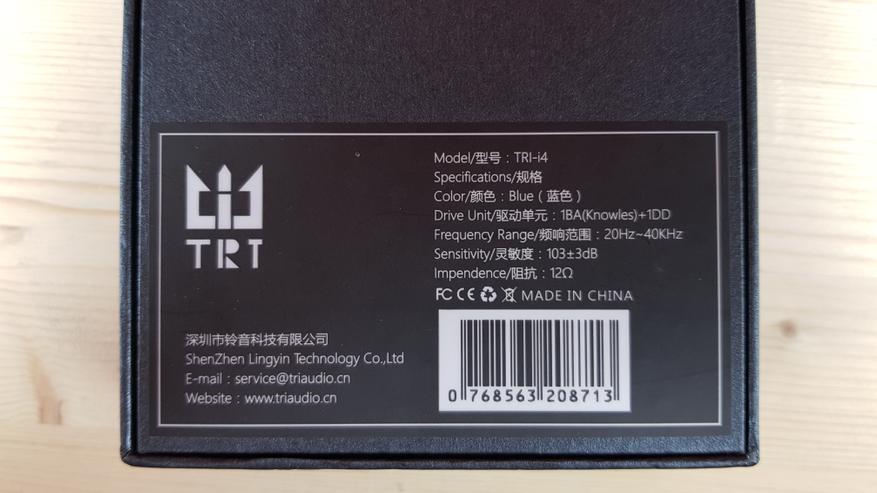 TRI
Model/型号：TRI-i4
Specifications/规格
Color/颜色：Blue（蓝色）
Drive Unit/驱动单元：1BA(Knowles)+1DD
Frequency Range/频响范围：20Hz~40KHz
Sensitivity/灵敏度：103±3dB
Impendence/阻抗：12Ω
FC CE MADE IN CHINA
深圳市铃音科技有限公司
ShenZhen Lingyin Technology Co.,Ltd
E-mail：service@triaudio.cn
Website：www.triaudio.cn
0 768563 208713